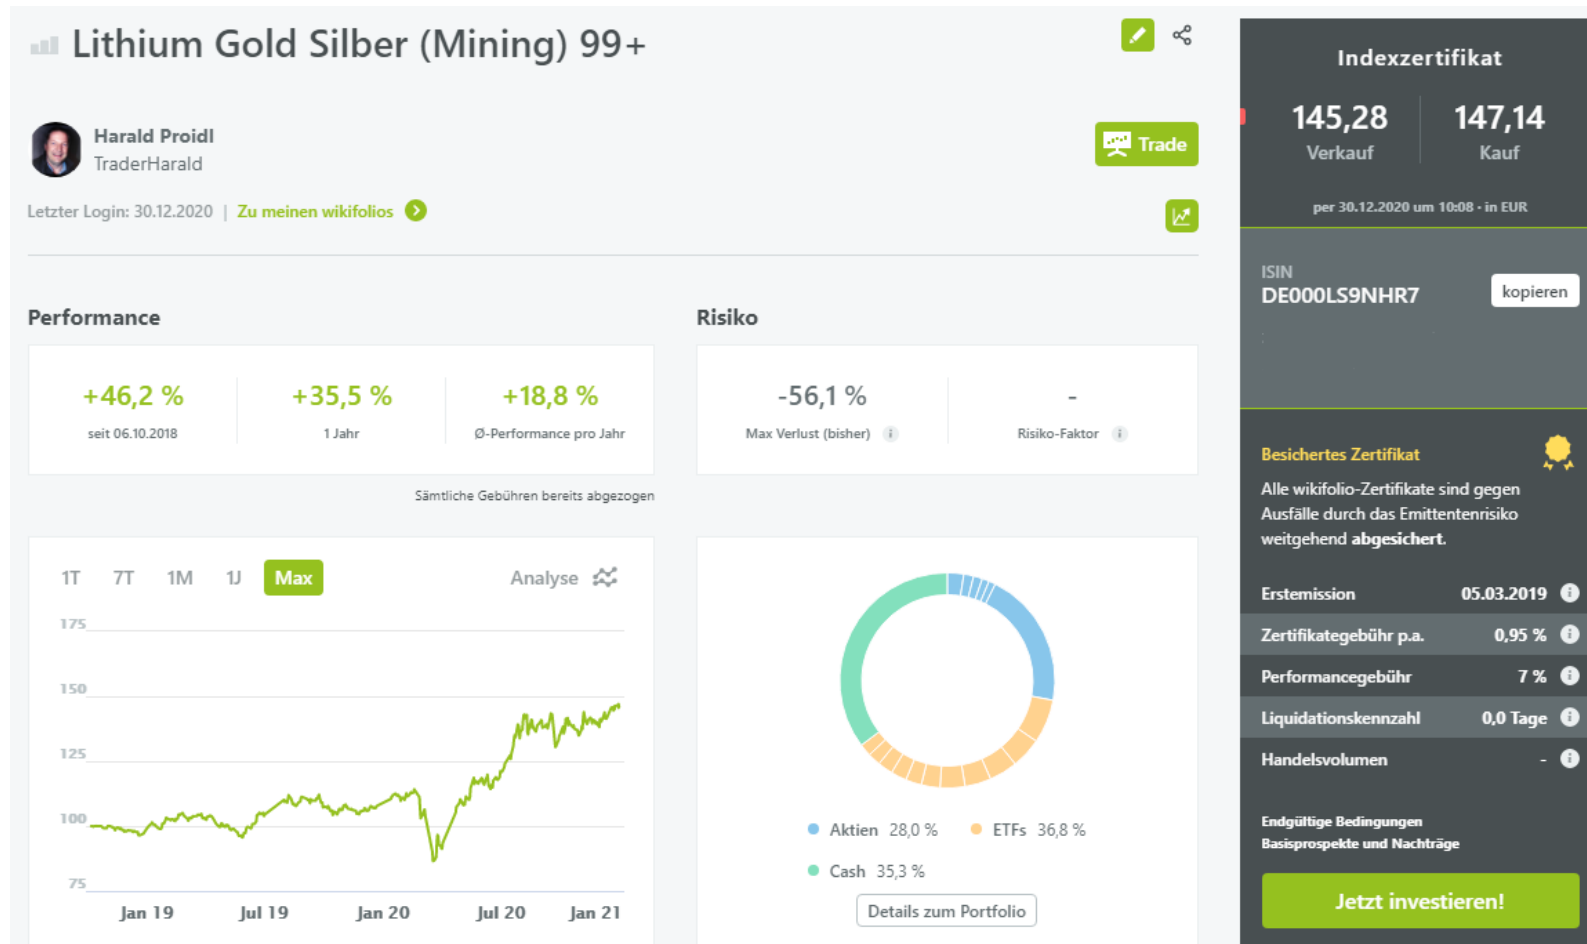 Lithium Gold Silber (Mining) 99+
Harald Proidl
TraderHarald
Trade
Letzter Login: 30.12.2020 | Zu meinen wikifolios
Performance
+46,2 %
seit 06.10.2018
+35,5 %
1 Jahr
+18,8 %
Ø-Performance pro Jahr
Sämtliche Gebühren bereits abgezogen
Risiko
-56,1 %
Max Verlust (bisher) i
-
Risiko-Faktor i
1T 7T 1M 1J Max Analyse
175
150
125
100
75
Jan 19 Jul 19 Jan 20 Jul 20 Jan 21
Aktien 28,0 % ETFs 36,8 %
Cash 35,3 %
Details zum Portfolio
Indexzertifikat
145,28
Verkauf
147,14
Kauf
per 30.12.2020 um 10:08 · in EUR
ISIN
DE000LS9NHR7
kopieren
Besichertes Zertifikat
Alle wikifolio-Zertifikate sind gegen
Ausfälle durch das Emittentenrisiko
weitgehend abgesichert.
Erstemission 05.03.2019 i
Zertifikategebühr p.a. 0,95 % i
Performancegebühr 7 % i
Liquidationskennzahl 0,0 Tage i
Handelsvolumen - i
Endgültige Bedingungen
Basisprospekte und Nachträge
Jetzt investieren!